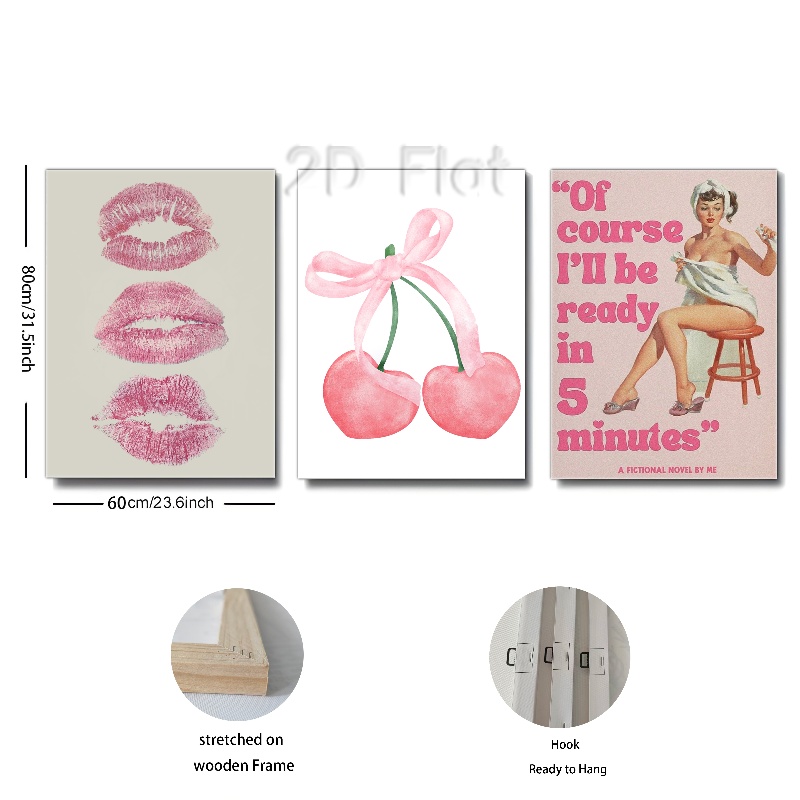 2D Flat
80cm/31.5inch
60cm/23.6inch
“Of
course
I’ll be
ready
in
5
minutes”
A FICTIONAL NOVEL BY ME
stretched on
wooden Frame
Hook
Ready to Hang